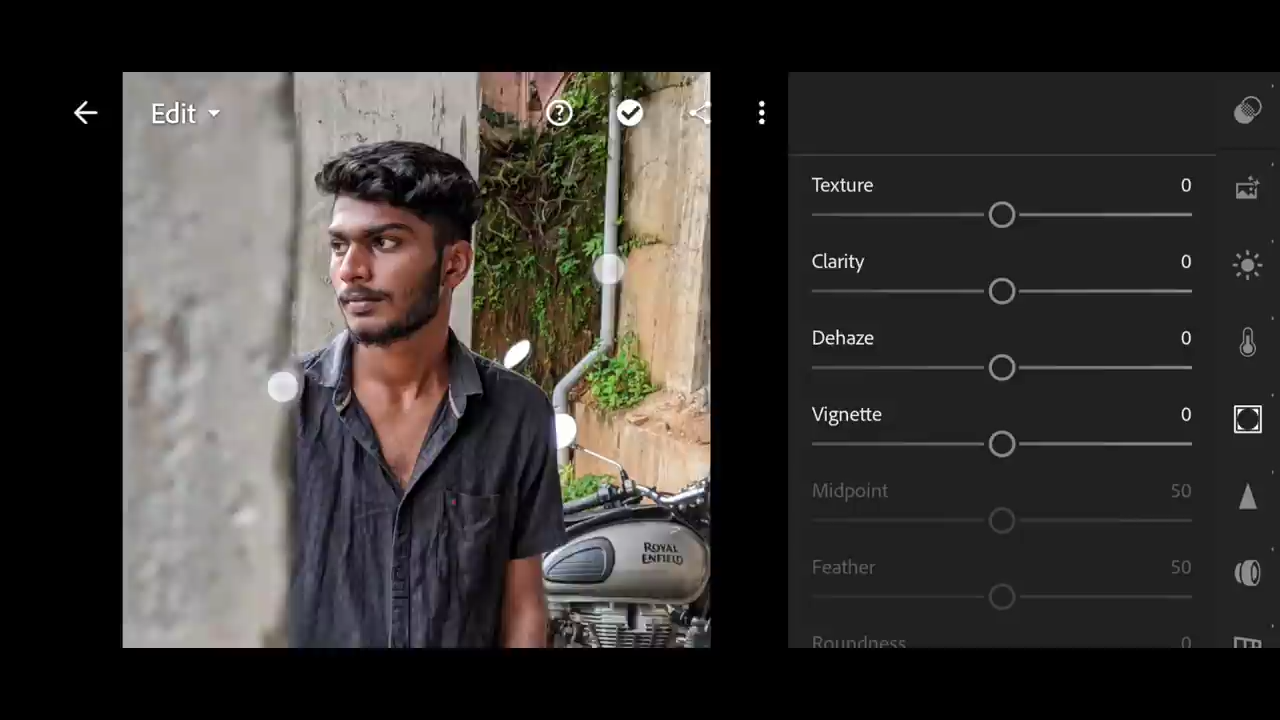 Edit
Texture 0
Clarity 0
Dehaze 0
Vignette 0
Midpoint 50
Feather 50
Roundness 0
ROYAL
ENFIELD